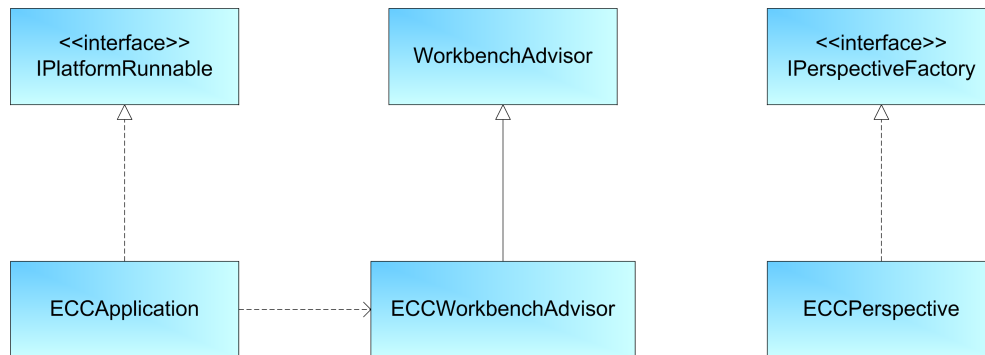 <<interface>>
IPlatformRunnable
WorkbenchAdvisor
<<interface>>
IPerspectiveFactory
ECCApplication
ECCWorkbenchAdvisor
ECCPerspective